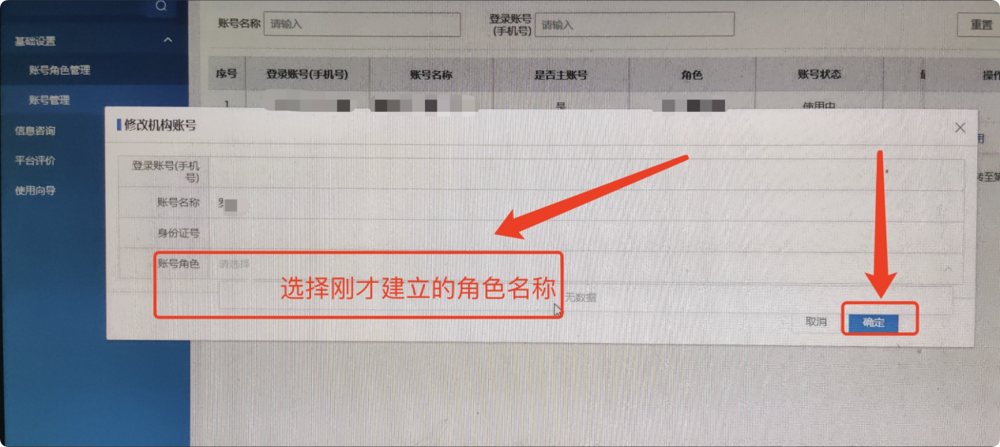 账号名称 请输入 登录账号(手机号) 请输入 重置
基础设置
账号角色管理
账号管理
信息咨询
平台评价
使用向导
序号 登录账号(手机号) 账号名称 是否主账号 角色 账号状态 操作
1 是 使用中
修改机构账号
登录账号(手机号)
账号名称
身份证号
账号角色 请选择
选择刚才建立的角色名称
无数据
取消 确定
用
转至第